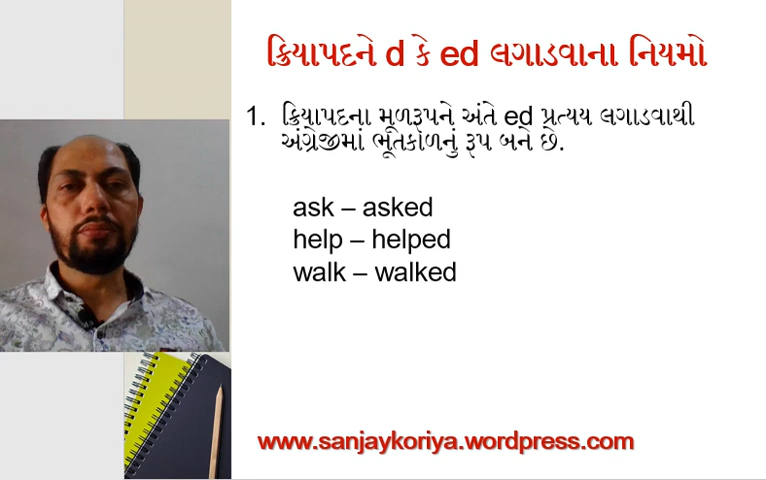 ક્રિયાપદને d કે ed લગાડવાના નિયમો
1. ક્રિયાપદના મૂળરૂપને અંતે ed પ્રત્યય લગાડવાથી
અંગ્રેજીમાં ભૂતકાળનું રૂપ બને છે.
ask – asked
help – helped
walk – walked
www.sanjaykoriya.wordpress.com